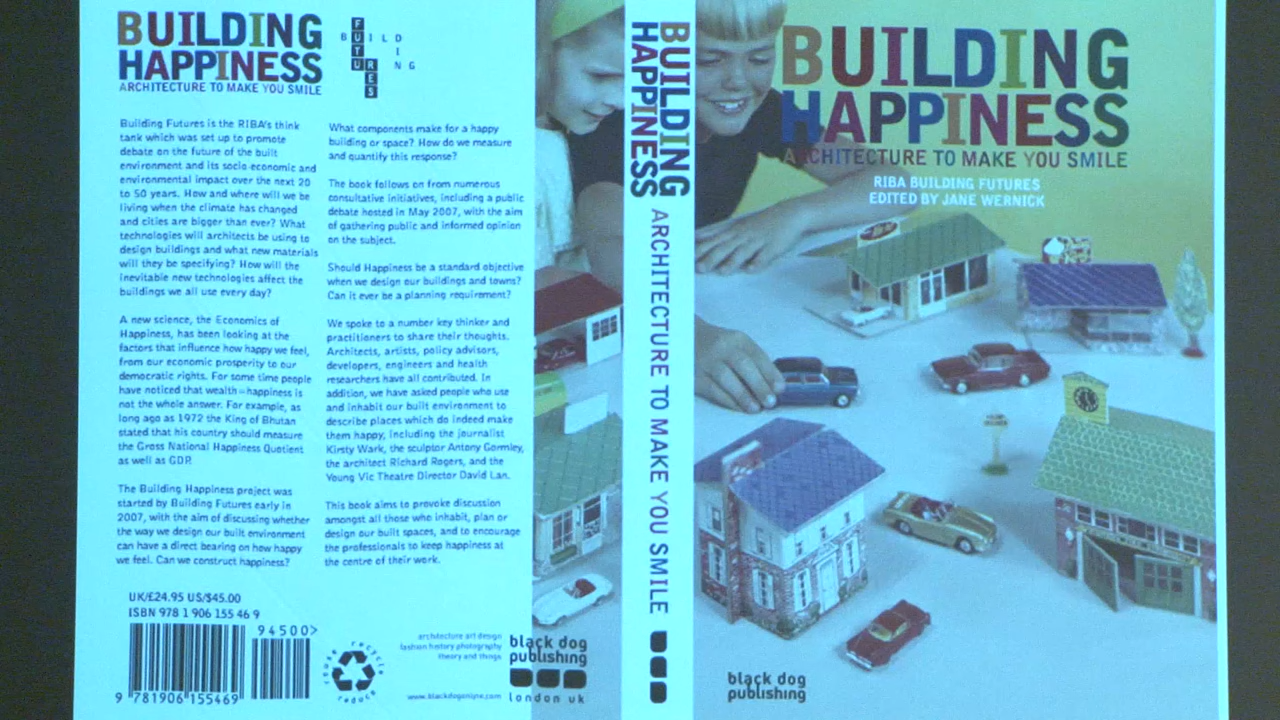 BUILDING
HAPPINESS
ARCHITECTURE TO MAKE YOU SMILE
BUILDING
FUTURES
Building Futures is the RIBA's think
tank which was set up to promote
debate on the future of the built
environment and its socio economic and
environmental impact over the next 20
to 50 years. How and where will we be
living when the climate has changed
and cities are bigger than ever? What
technologies will architects be using to
design buildings and what new materials
will they be specifying? How will the
inevitable new technologies affect the
buildings we all use every day?
A new science, the Economics of
Happiness, has been looking at the
factors that influence how happy we feel,
from our economic prosperity to our
democratic rights. For some time people
have noticed that wealth=happiness is
not the whole answer. For example, as
long ago as 1972 the King of Bhutan
stated that his country should measure
the Gross National Happiness Quotient
as well as GDP.
The Building Happiness project was
started by Building Futures early in
2007, with the aim of discussing whether
the way we design our built environment
can have a direct bearing on how happy
we feel. Can we construct happiness?
What components make for a happy
building or space? How do we measure
and quantify this response?
The book follows on from numerous
consultative initiatives, including a public
debate hosted in May 2007, with the aim
of gathering public and informed opinion
on the subject.
Should Happiness be a standard objective
when we design our buildings and towns?
Can it ever be a planning requirement?
We spoke to a number key thinker and
practitioners to share their thoughts.
Architects, artists, policy advisors,
developers, engineers and health
researchers have all contributed. In
addition, we have asked people who use
and inhabit our built environment to
describe places which do indeed make
them happy, including the journalist
Kirsty Wark, the sculptor Antony Gormley,
the architect Richard Rogers, and the
Young Vic Theatre Director David Lan.
This book aims to provoke discussion
amongst all those who inhabit, plan or
design our built spaces, and to encourage
the professionals to keep happiness at
the centre of their work.
UK/£24.95 US/$45.00
ISBN 978 1 906 155 46 9
94500>
9 781906 155469
reuse recycle
reduce
architecture art design
fashion history photography
theory and things
www.blackdogonline.com
black dog
publishing
london uk
BUILDING
HAPPINESS
ARCHITECTURE TO MAKE YOU SMILE
BUILDING
HAPPINESS
ARCHITECTURE TO MAKE YOU SMILE
RIBA BUILDING FUTURES
EDITED BY JANE WERNICK
black dog
publishing